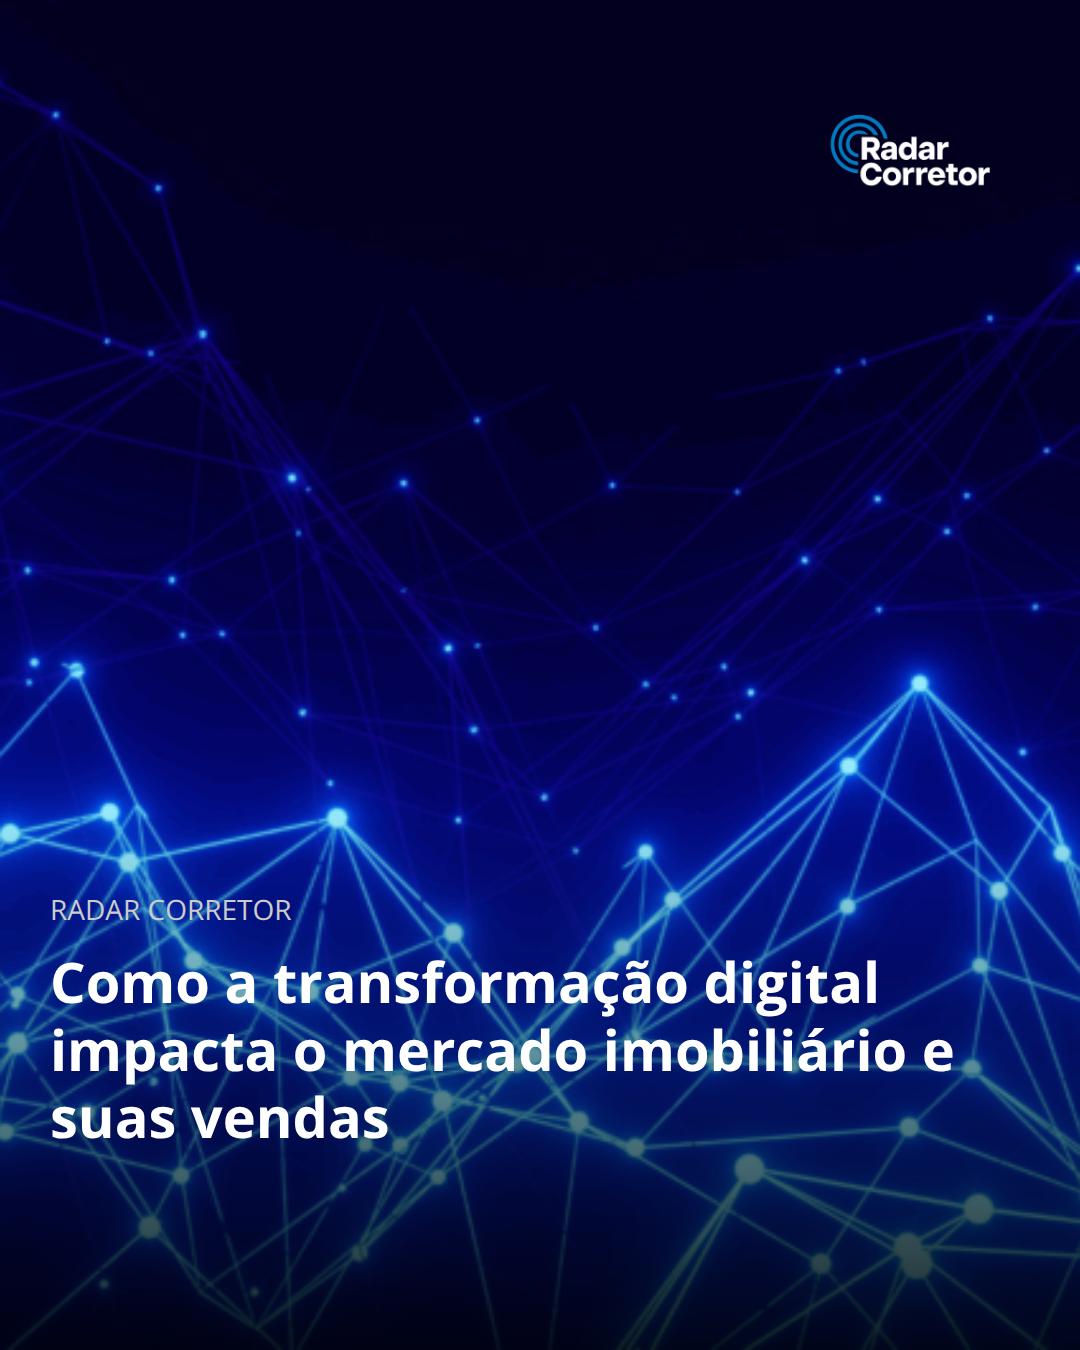 Radar
Corretor
RADAR CORRETOR
Como a transformação digital
impacta o mercado imobiliário e
suas vendas